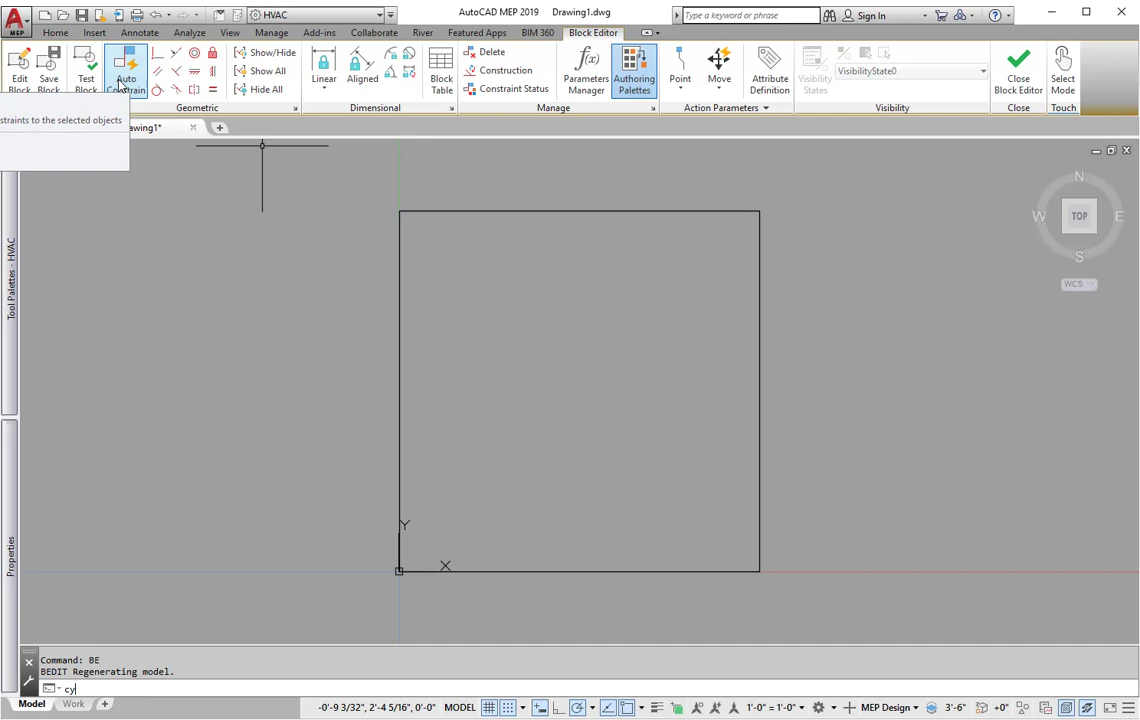 HVAC
AutoCAD MEP 2019 Drawing1.dwg
Type a keyword or phrase
Sign In
MEP
Home Insert Annotate Analyze View Manage Add-ins Collaborate River Featured Apps BIM 360 Block Editor
Edit Block
Save Block
Test Block
Auto Constrain
Show/Hide
Show All
Hide All
Geometric
Linear
Aligned
Dimensional
Block Table
Delete
Construction
Constraint Status
Parameters Manager
Authoring Palettes
Manage
Point
Move
Attribute Definition
Action Parameters
Visibility States
VisibilityState0
Visibility
Close Block Editor
Close
Select Mode
Touch
straints to the selected objects
awing1*
N
W TOP E
S
WCS
Tool Palettes - HVAC
Properties
Y
X
Command: BE
BEDIT Regenerating model.
cy
Model Work
-0'-9 3/32", 2'-4 5/16", 0'-0" MODEL
1'-0" = 1'-0"
MEP Design
+0"
3'-6"